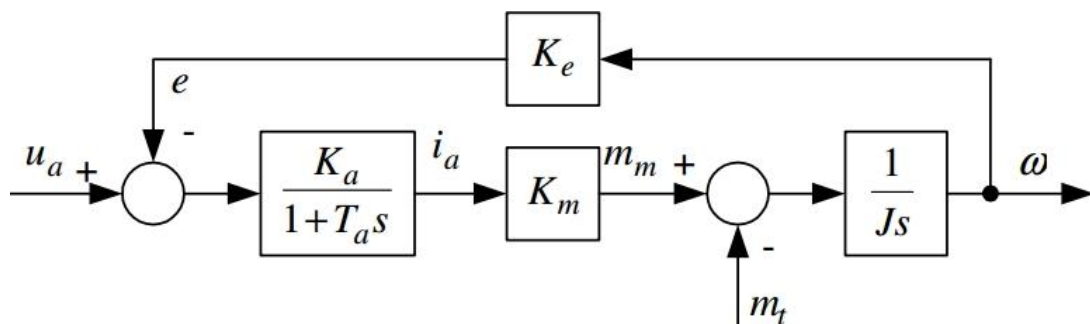 K_e
e
-
u_a + K_a / (1+T_a s) i_a K_m m_m + 1 / (Js) ω
-
m_t